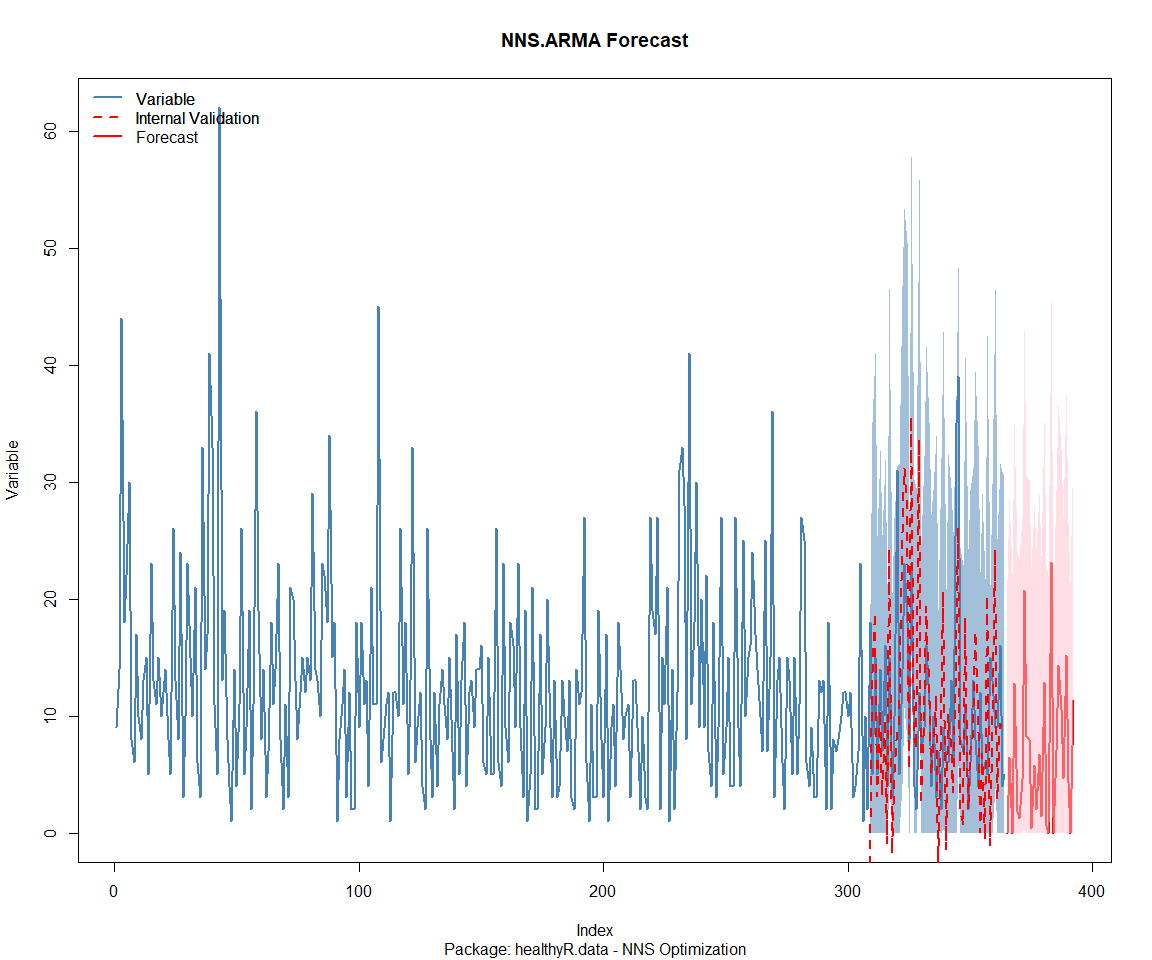 NNS.ARMA Forecast
Variable
Internal Validation
Forecast
Variable
60
50
40
30
20
10
0
0
100
200
300
400
Index
Package: healthyR.data - NNS Optimization